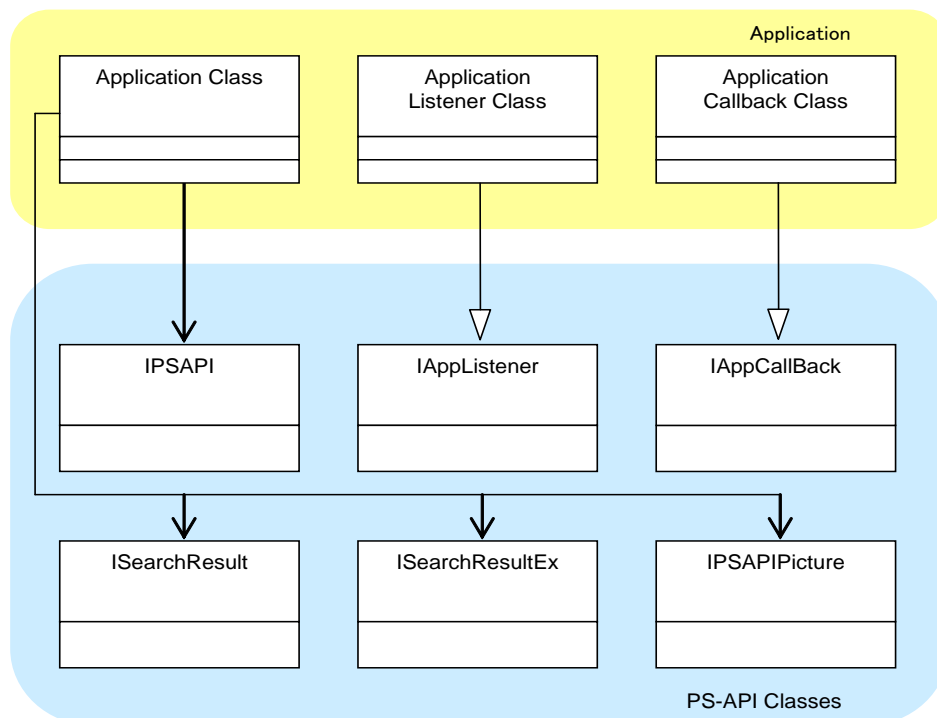 Application
Application Class
Application
Listener Class
Application
Callback Class
IPSAPI
IAppListener
IAppCallBack
ISearchResult
ISearchResultEx
IPSAPIPicture
PS-API Classes